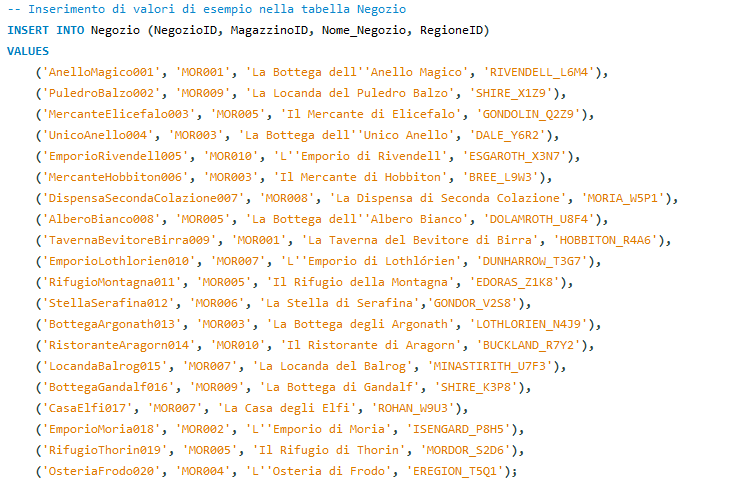 -- Inserimento di valori di esempio nella tabella Negozio
INSERT INTO Negozio (NegozioID, MagazzinoID, Nome_Negozio, RegioneID)
VALUES
('AnelloMagico001', 'MOR001', 'La Bottega dell''Anello Magico', 'RIVENDELL_L6M4'),
('PuledroBalzo002', 'MOR009', 'La Locanda del Puledro Balzo', 'SHIRE_X1Z9'),
('MercanteElicefalo003', 'MOR005', 'Il Mercante di Elicefalo', 'GONDOLIN_Q2Z9'),
('UnicoAnello004', 'MOR003', 'La Bottega dell''Unico Anello', 'DALE_Y6R2'),
('EmporioRivendell005', 'MOR010', 'L''Emporio di Rivendell', 'ESGAROTH_X3N7'),
('MercanteHobbiton006', 'MOR003', 'Il Mercante di Hobbiton', 'BREE_L9W3'),
('DispensaSecondaColazione007', 'MOR008', 'La Dispensa di Seconda Colazione', 'MORIA_W5P1'),
('AlberoBianco008', 'MOR005', 'La Bottega dell''Albero Bianco', 'DOLAMROTH_U8F4'),
('TavernaBevitoreBirra009', 'MOR001', 'La Taverna del Bevitore di Birra', 'HOBBITON_R4A6'),
('EmporioLothlorien010', 'MOR007', 'L''Emporio di Lothlórien', 'DUNHARROW_T3G7'),
('RifugioMontagna011', 'MOR005', 'Il Rifugio della Montagna', 'EDORAS_Z1K8'),
('StellaSerafina012', 'MOR006', 'La Stella di Serafina','GONDOR_V2S8'),
('BottegaArgonath013', 'MOR003', 'La Bottega degli Argonath', 'LOTHLORIEN_N4J9'),
('RistoranteAragorn014', 'MOR010', 'Il Ristorante di Aragorn', 'BUCKLAND_R7Y2'),
('LocandaBalrog015', 'MOR007', 'La Locanda del Balrog', 'MINASTIRITH_U7F3'),
('BottegaGandalf016', 'MOR009', 'La Bottega di Gandalf', 'SHIRE_K3P8'),
('CasaElfi017', 'MOR007', 'La Casa degli Elfi', 'ROHAN_W9U3'),
('EmporioMoria018', 'MOR002', 'L''Emporio di Moria', 'ISENGARD_P8H5'),
('RifugioThorin019', 'MOR005', 'Il Rifugio di Thorin', 'MORDOR_S2D6'),
('OsteriaFrodo020', 'MOR004', 'L''Osteria di Frodo', 'EREGION_T5Q1');